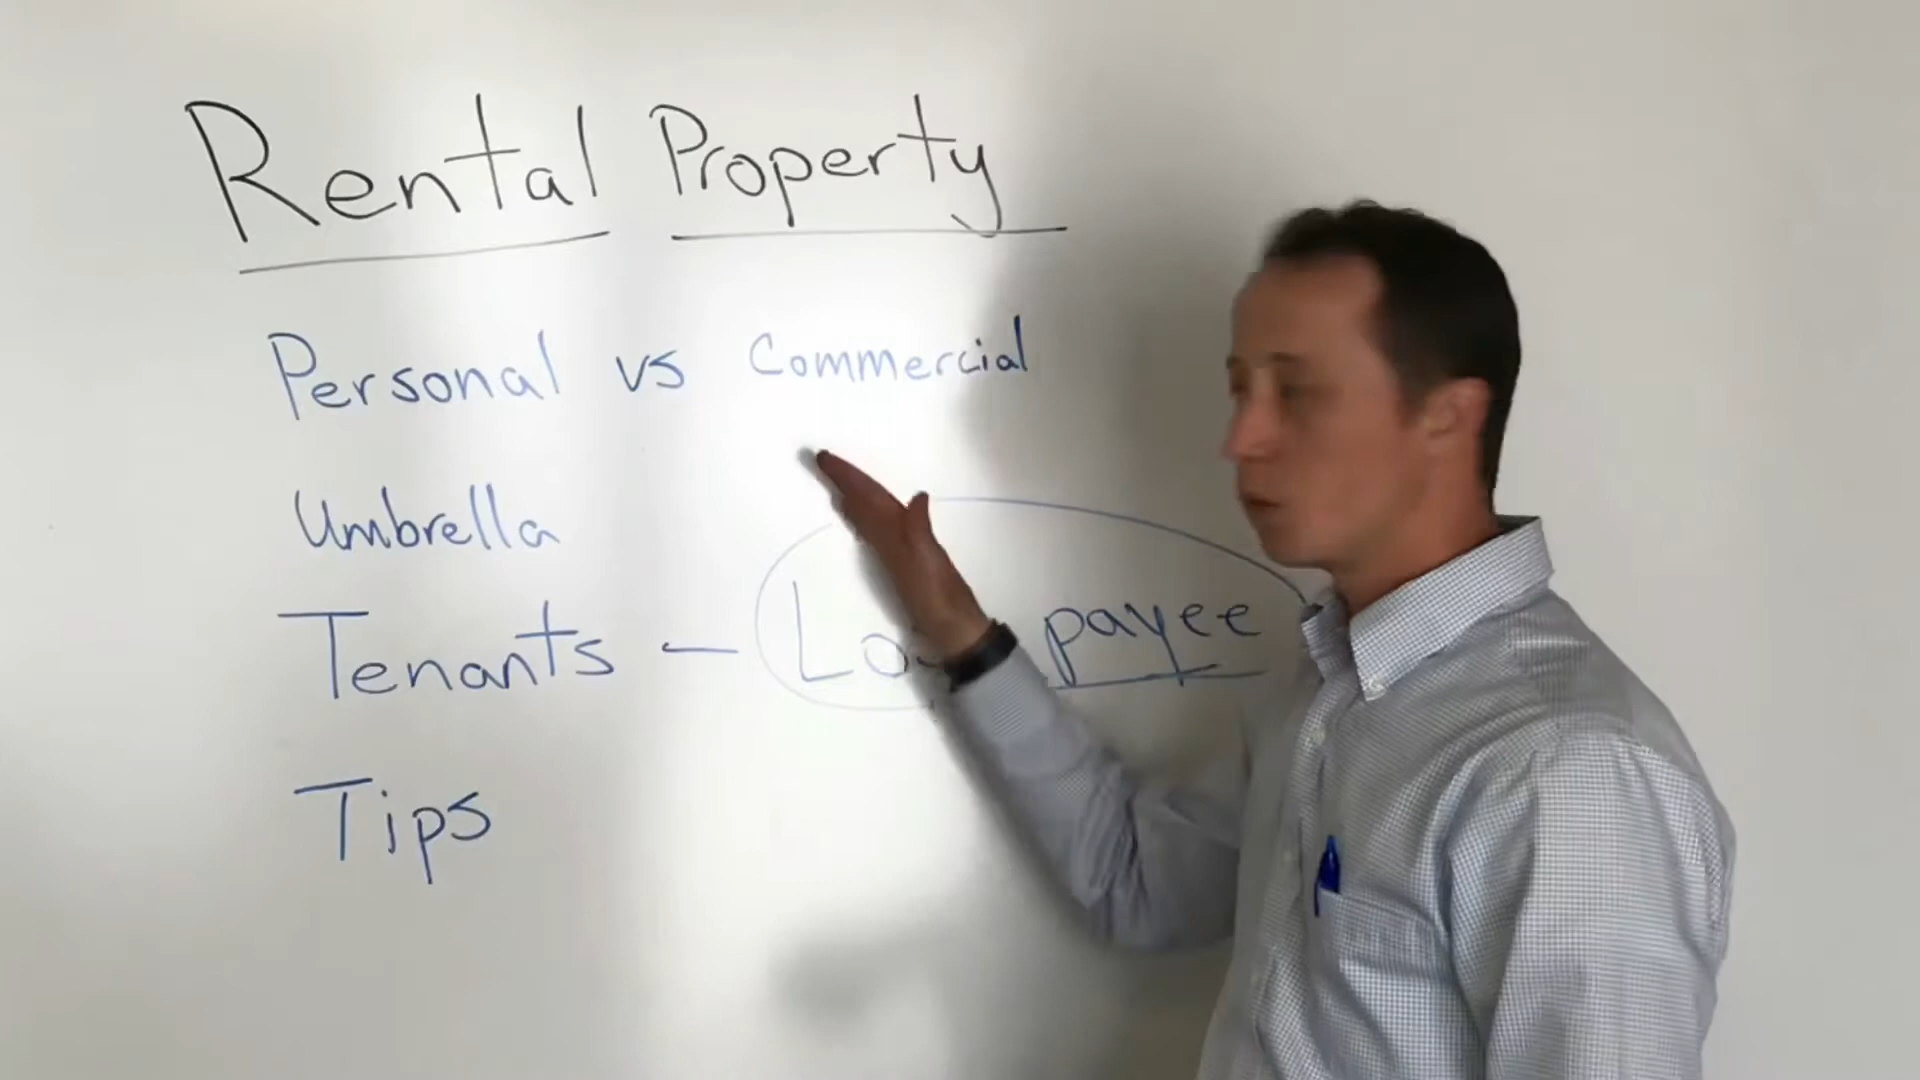 Rental Property
Personal vs Commercial
Umbrella
Tenants - payee
Tips